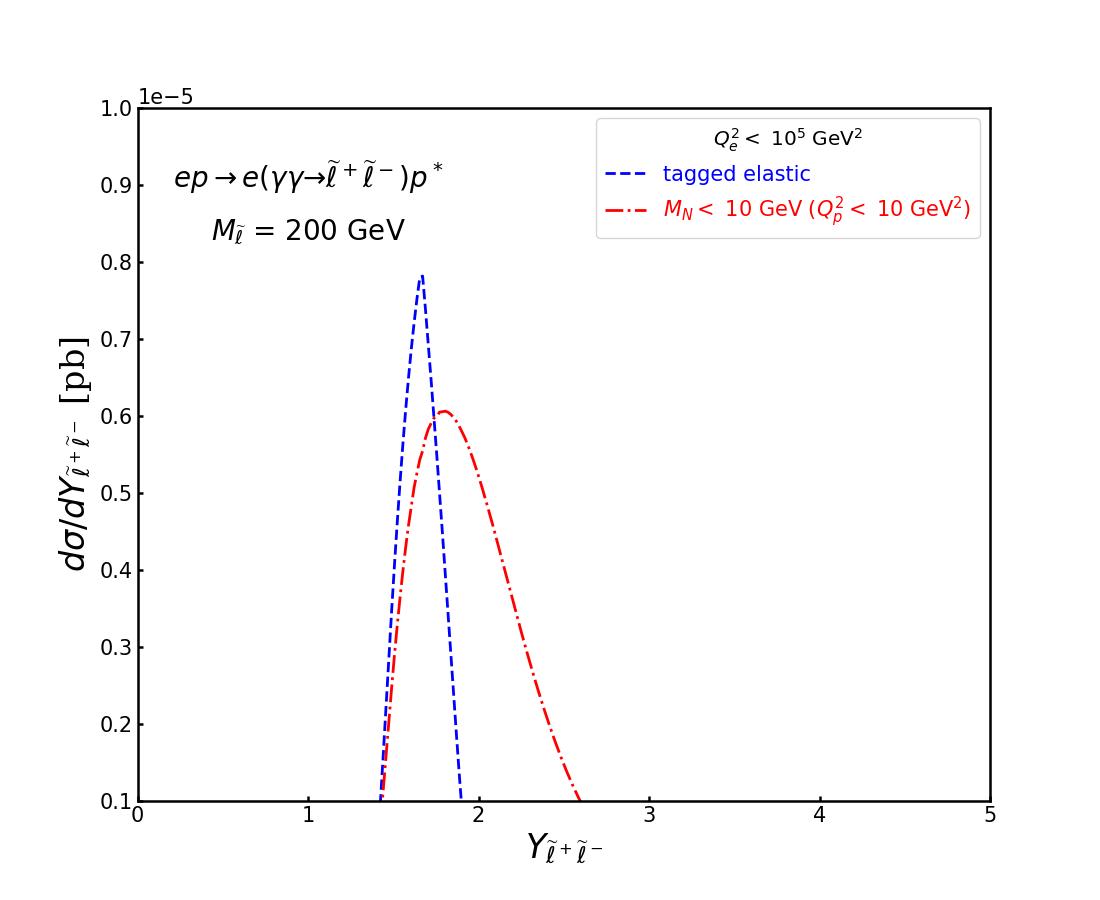 1e−5
1.0
0.9
0.8
0.7
0.6
0.5
0.4
0.3
0.2
0.1
0 1 2 3 4 5
dσ/dY_{ℓ̃⁺ℓ̃⁻} [pb]
Y_{ℓ̃⁺ℓ̃⁻}
ep → e(γγ→ℓ̃⁺ℓ̃⁻)p*
M_{ℓ̃} = 200 GeV
Q_e² < 10⁵ GeV²
tagged elastic
M_N < 10 GeV (Q_p² < 10 GeV²)